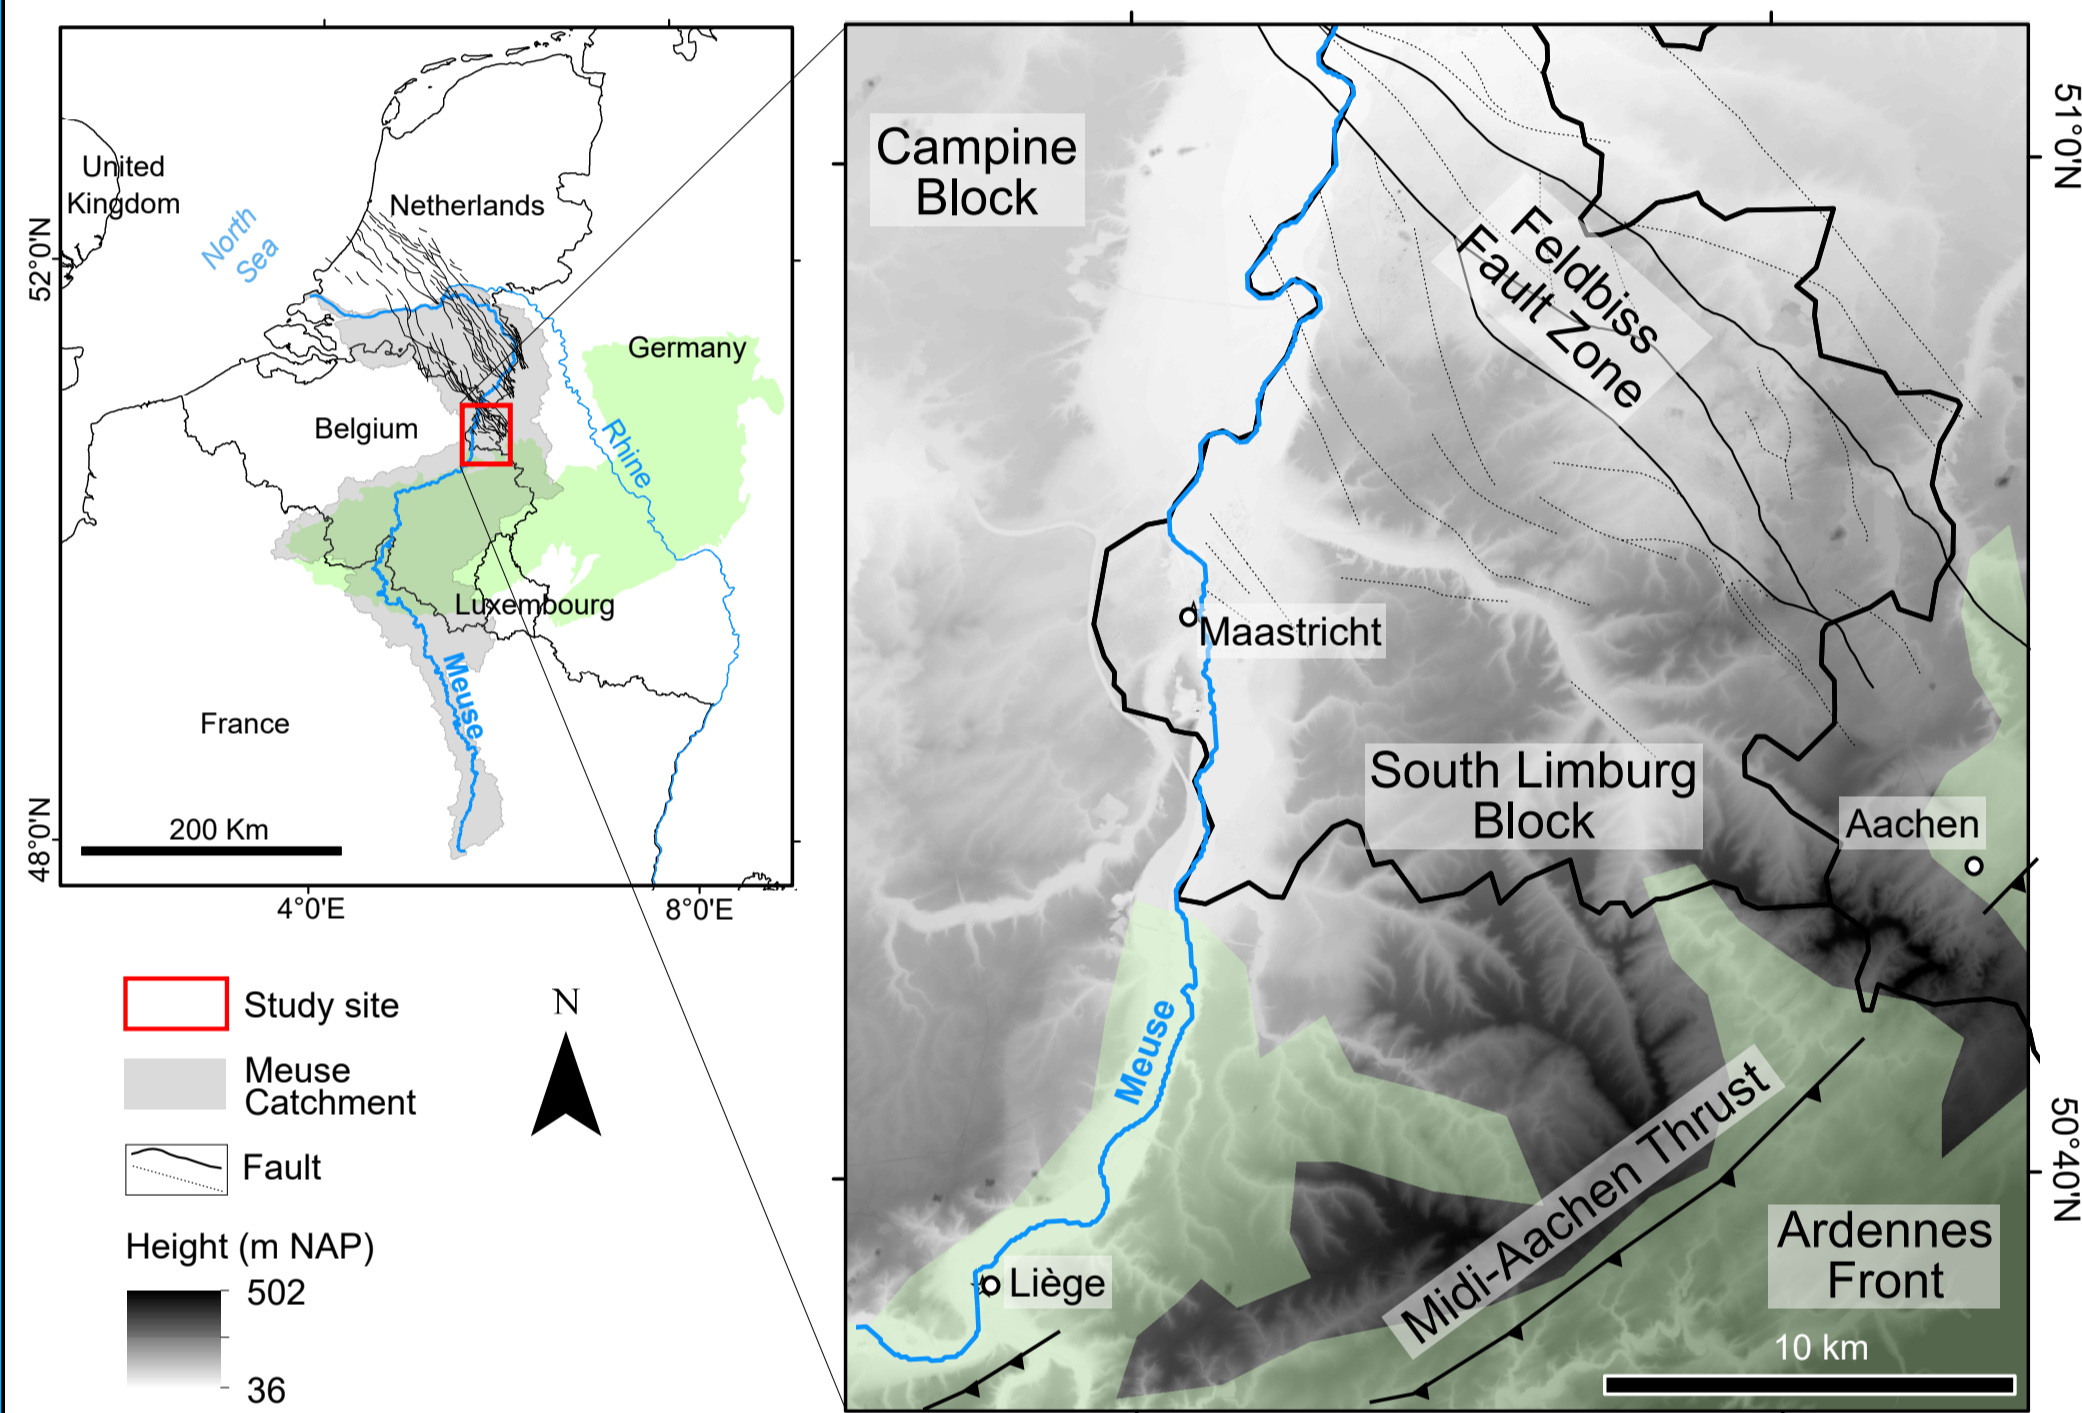 United
Kingdom
North
Sea
Netherlands
Germany
Belgium
Rhine
Luxembourg
Meuse
France
200 Km
52°0'N
48°0'N
4°0'E
8°0'E
Study site
Meuse
Catchment
Fault
Height (m NAP)
502
36
N
Campine
Block
Feldbiss
Fault Zone
Maastricht
South Limburg
Block
Aachen
Meuse
Midi-Aachen Thrust
Liège
Ardennes
Front
10 km
51°0'N
50°40'N